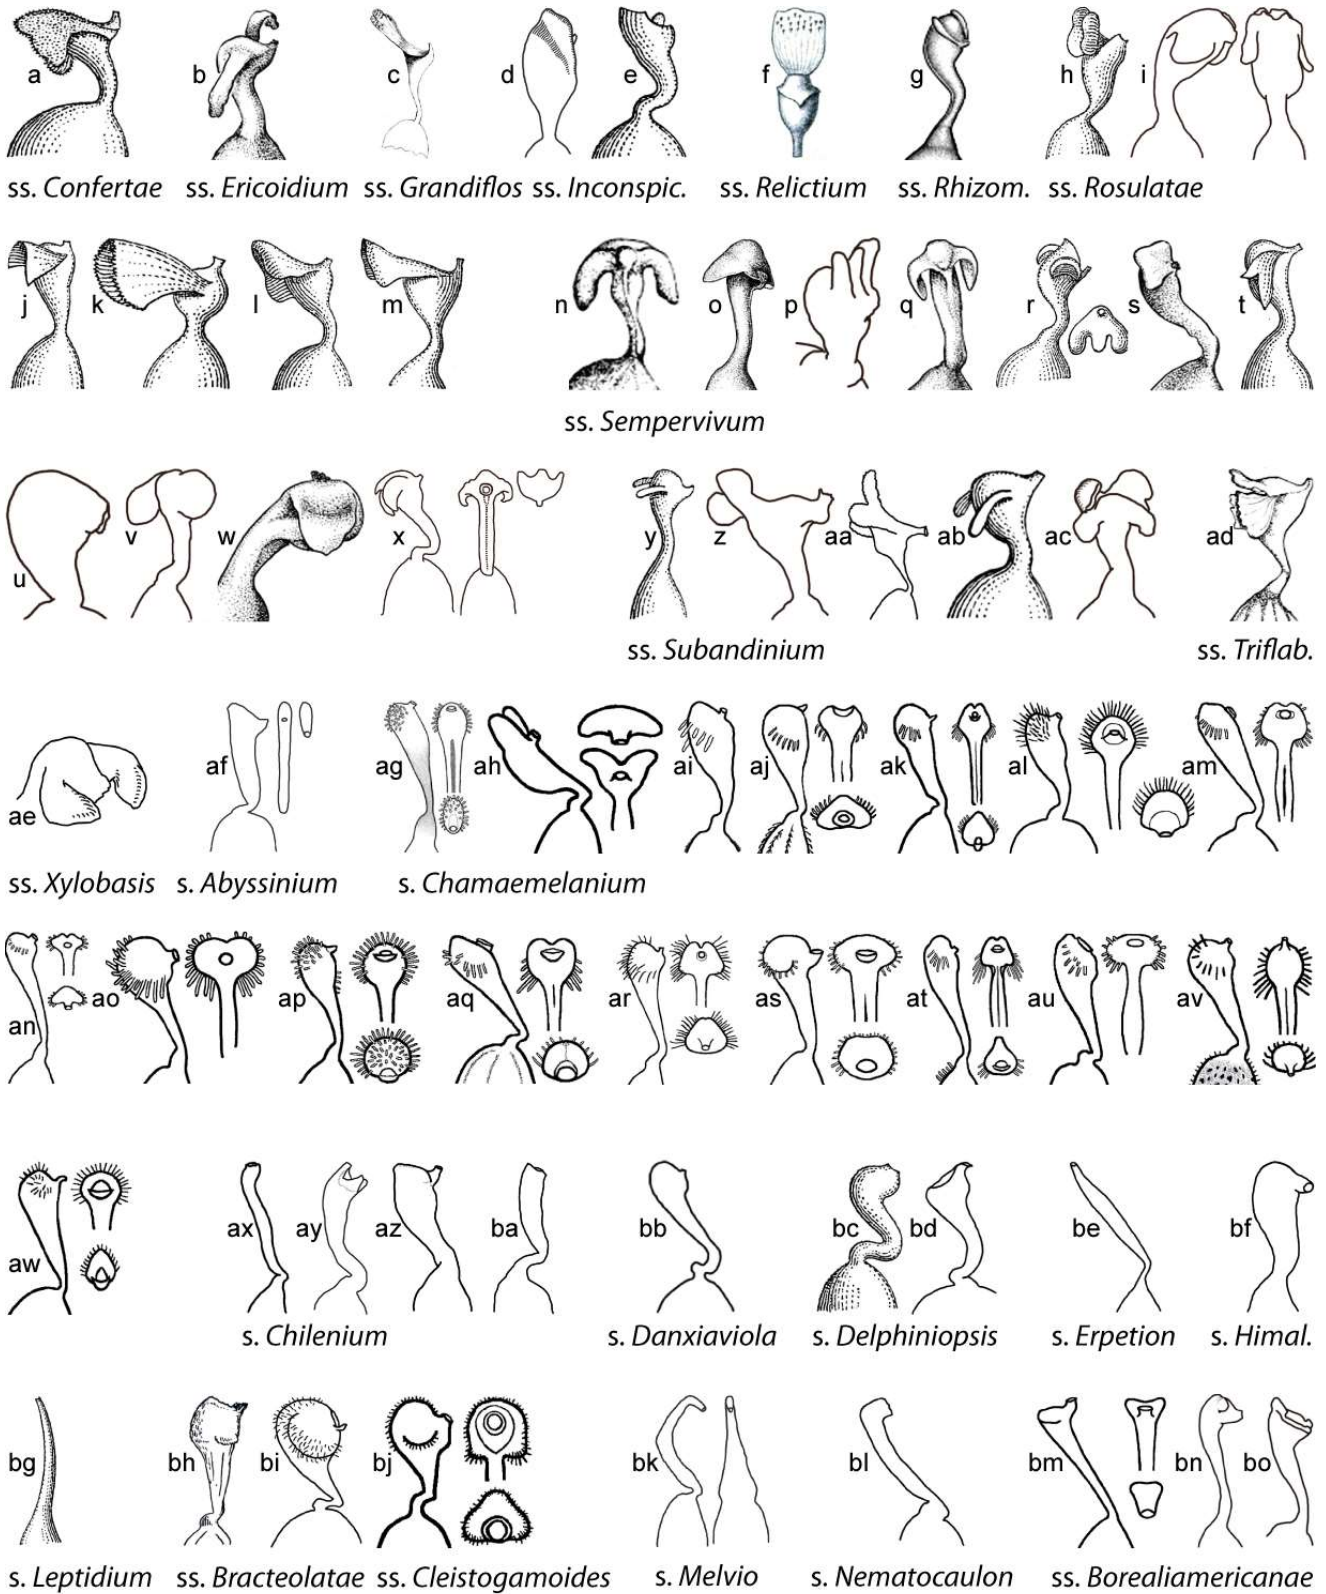 a b c d e f g h i
ss. Confertae ss. Ericoidium ss. Grandiflos ss. Inconspic. ss. Relictium ss. Rhizom. ss. Rosulatae
j k l m n o p q r s t
ss. Sempervivum
u v w x y z aa ab ac ad
ss. Subandinium ss. Triflab.
ae af ag ah ai aj ak al am
ss. Xylobasis s. Abyssinium s. Chamaemelanium
an ao ap aq ar as at au av
aw ax ay az ba bb bc bd be bf
s. Chilenium s. Danxiaviola s. Delphiniopsis s. Erpetion s. Himal.
bg bh bi bj bk bl bm bn bo
s. Leptidium ss. Bracteolatae ss. Cleistogamoides s. Melvio s. Nematocaulon ss. Borealiamericanae